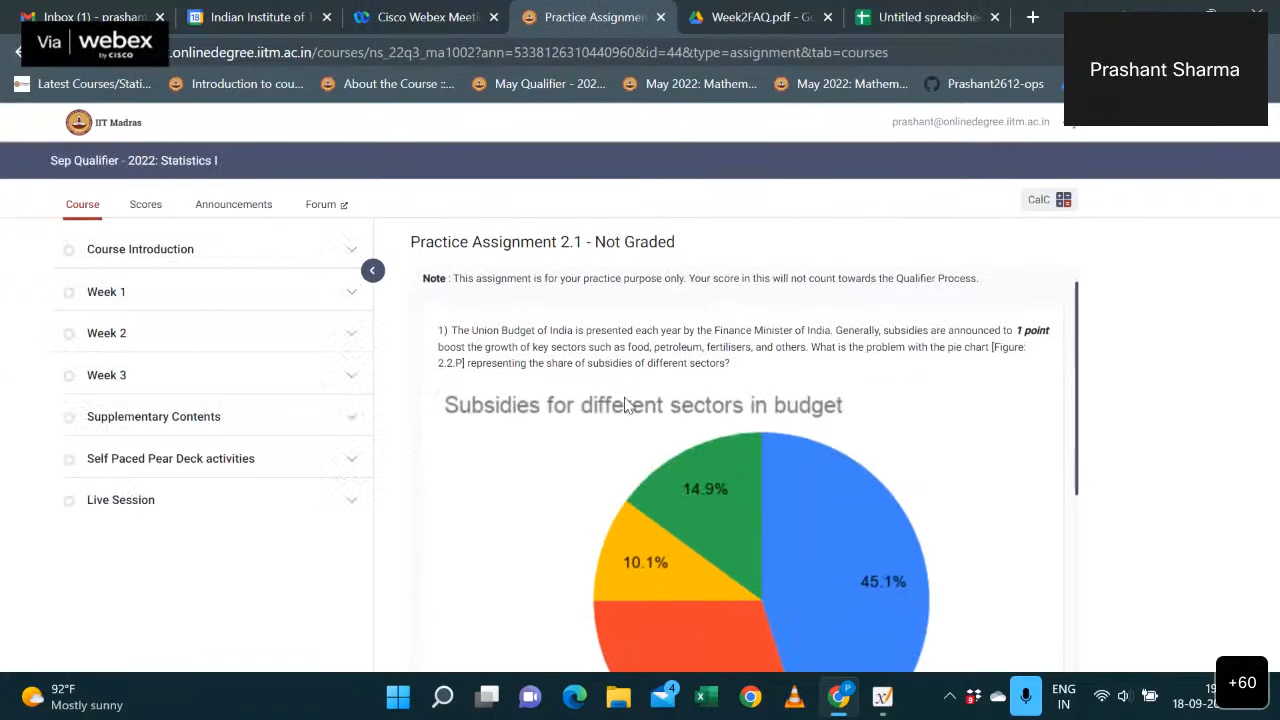 Inbox (1) - pras
Indian Institute of T
Cisco Webex Meeti
Practice Assignmen
Week2FAQ.pdf - Go
Untitled spreadshe
Via webex
by CISCO
.onlinedegree.iitm.ac.in/courses/ns_22q3_ma1002?ann=5338126310440960&id=44&type=assignment&tab=courses
Prashant Sharma
Latest Courses/Stati...
Introduction to cou...
About the Course ::...
May Qualifier - 202...
May 2022: Mathem...
May 2022: Mathem...
Prashant2612-ops
IIT Madras
prashant@onlinedegree.iitm.ac.in
Sep Qualifier - 2022: Statistics I
Course Scores Announcements Forum
CalC
Course Introduction
Week 1
Week 2
Week 3
Supplementary Contents
Self Paced Pear Deck activities
Live Session
Practice Assignment 2.1 - Not Graded
Note : This assignment is for your practice purpose only. Your score in this will not count towards the Qualifier Process.
1) The Union Budget of India is presented each year by the Finance Minister of India. Generally, subsidies are announced to 1 point
boost the growth of key sectors such as food, petroleum, fertilisers, and others. What is the problem with the pie chart [Figure:
2.2.P] representing the share of subsidies of different sectors?
Subsidies for different sectors in budget
14.9%
10.1%
45.1%
92°F
Mostly sunny
4
P
ENG
IN
18-09-2
+60